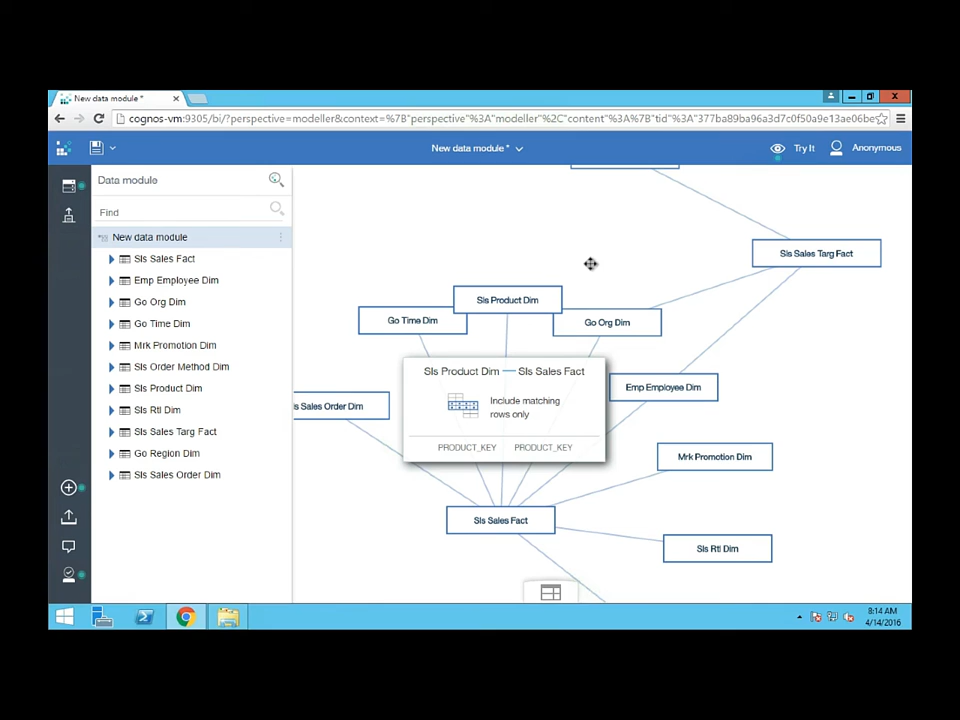 New data module *
cognos-vm:9305/bi/?perspective=modeller&context=%7B"perspective"%3A"modeller"%2C"content"%3A%7B"tid"%3A"377ba89ba96a3d7c0f50a9e13ae06be
New data module *
Try It
Anonymous
Data module
Find
New data module
Sls Sales Fact
Emp Employee Dim
Go Org Dim
Go Time Dim
Mrk Promotion Dim
Sls Order Method Dim
Sls Product Dim
Sls Rtl Dim
Sls Sales Targ Fact
Go Region Dim
Sls Sales Order Dim
Sls Sales Targ Fact
Sls Product Dim
Go Time Dim
Go Org Dim
Sls Product Dim — Sls Sales Fact
Include matching
rows only
PRODUCT_KEY PRODUCT_KEY
Emp Employee Dim
ls Sales Order Dim
Mrk Promotion Dim
Sls Sales Fact
Sls Rtl Dim
8:14 AM
4/14/2016